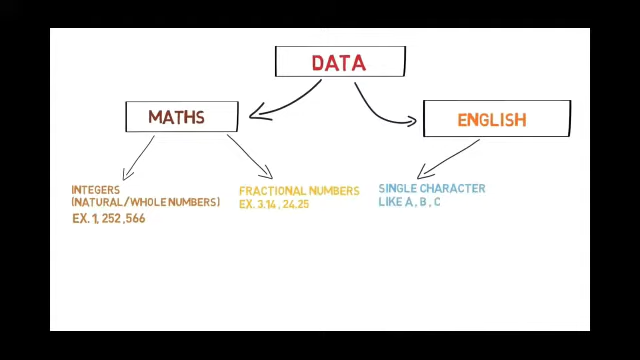 DATA
MATHS
ENGLISH
INTEGERS
(NATURAL/WHOLE NUMBERS)
EX. 1, 252 ,566
FRACTIONAL NUMBERS
EX. 3.14 , 24.25
SINGLE CHARACTER
LIKE A , B , C